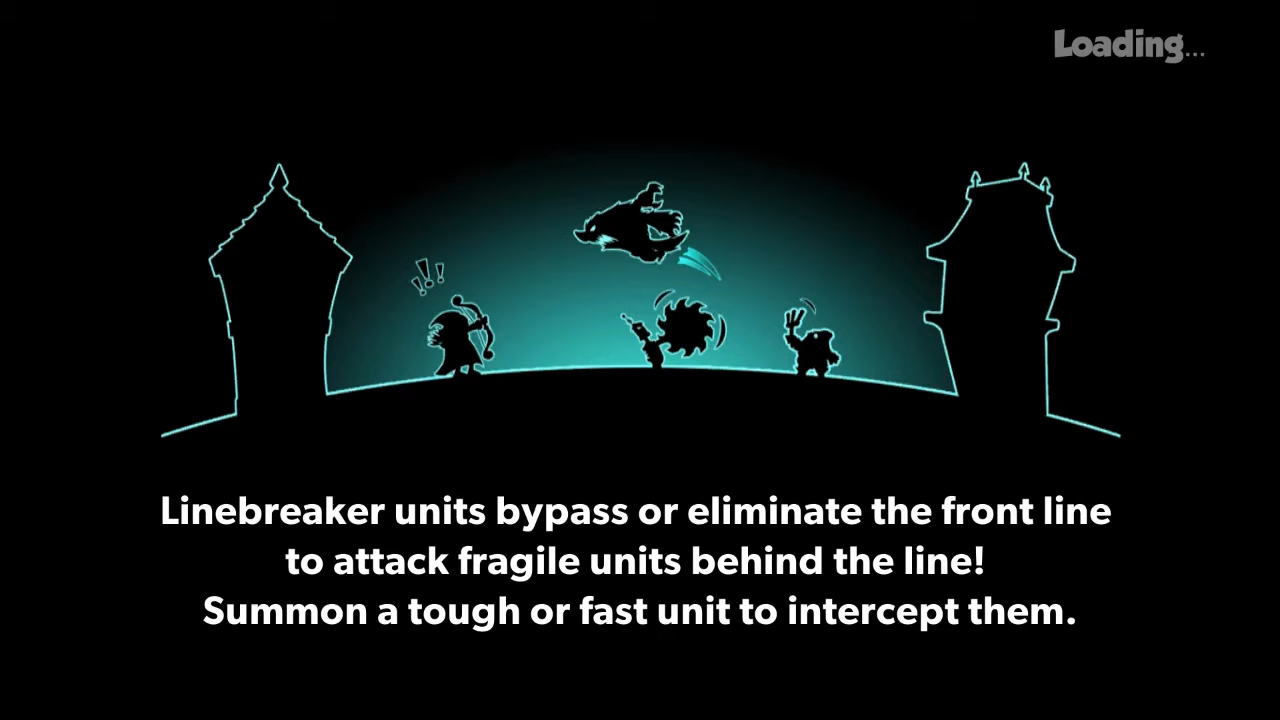 Loading...
!!!
Linebreaker units bypass or eliminate the front line
to attack fragile units behind the line!
Summon a tough or fast unit to intercept them.